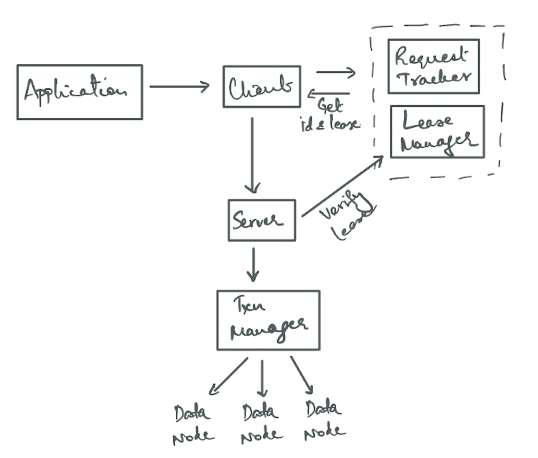 Application
Client
Request
Tracker
Get
id & lease
Lease
Manager
Server
Verify
Lease
Txn
Manager
Data
Node
Data
Node
Data
Node